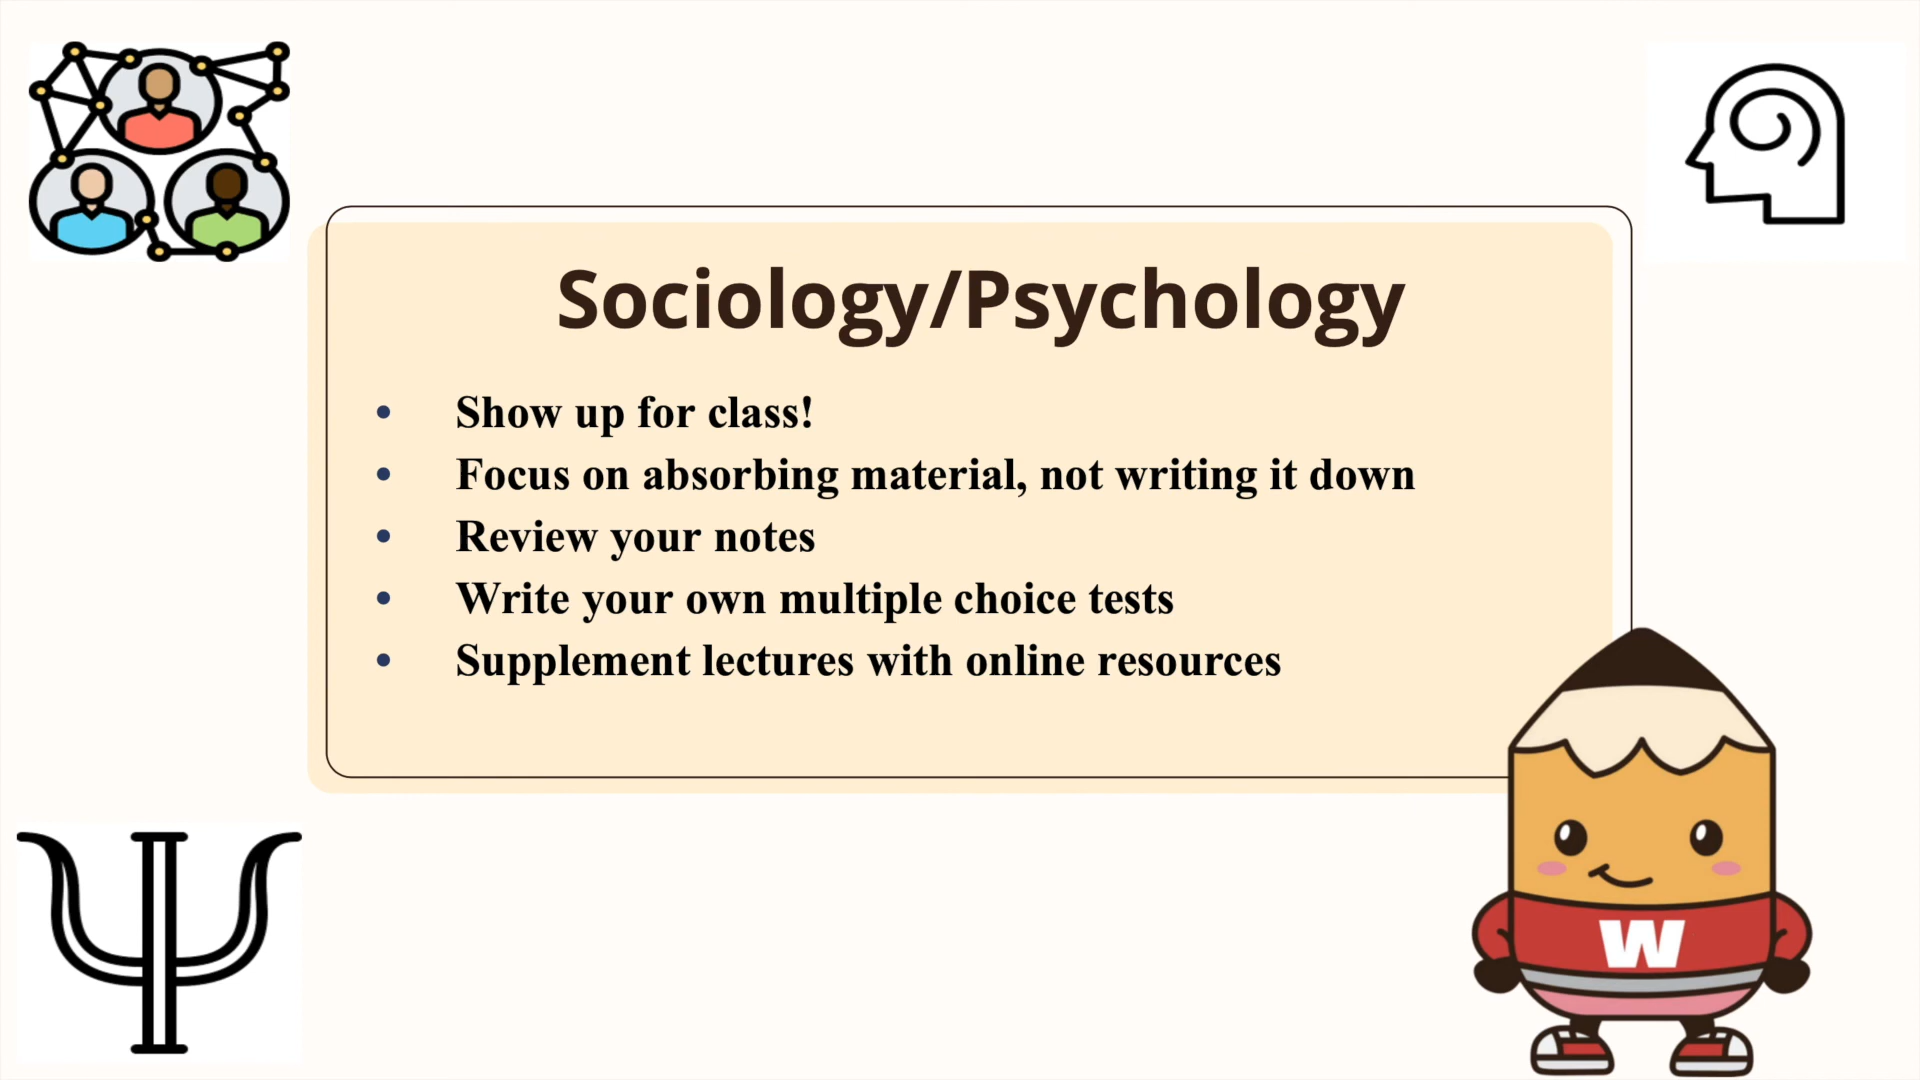 Sociology/Psychology
• Show up for class!
• Focus on absorbing material, not writing it down
• Review your notes
• Write your own multiple choice tests
• Supplement lectures with online resources
W